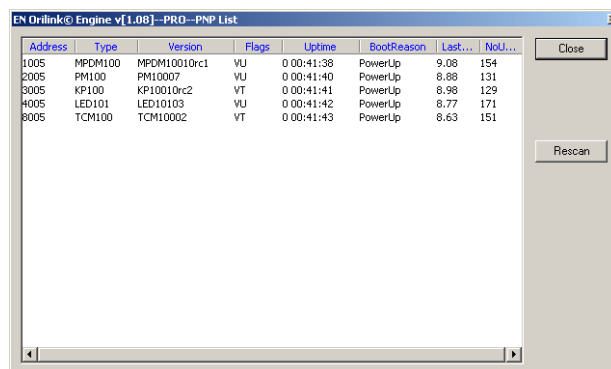 EN Orilink© Engine v[1.08]--PRO--PNP List
Address Type Version Flags Uptime BootReason Last... NoU...
1005 MPDM100 MPDM10010rc1 VU 0 00:41:38 PowerUp 9.08 154
2005 PM100 PM10007 VU 0 00:41:40 PowerUp 8.88 131
3005 KP100 KP10010rc2 VT 0 00:41:41 PowerUp 8.98 129
4005 LED101 LED10103 VU 0 00:41:42 PowerUp 8.77 171
8005 TCM100 TCM10002 VT 0 00:41:43 PowerUp 8.63 151
Close
Rescan